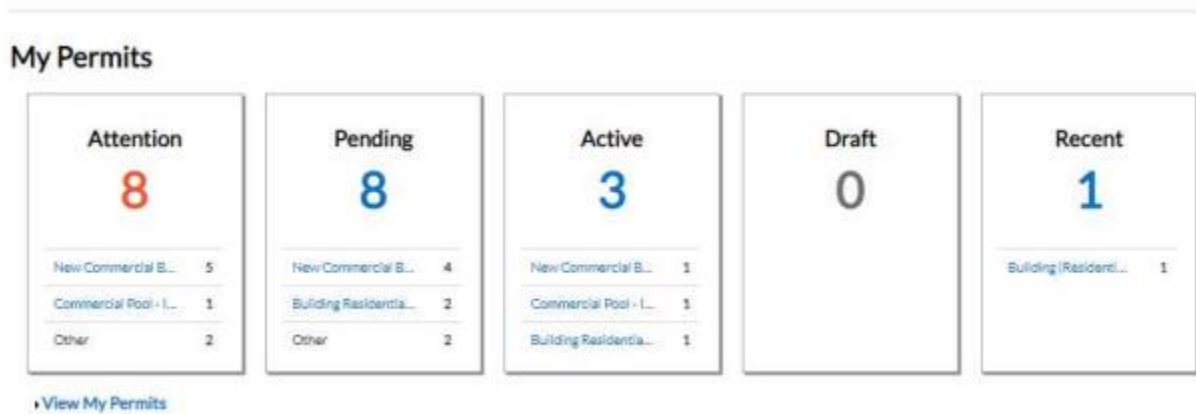 My Permits
Attention
8
New Commercial B... 5
Commercial Pool - I... 1
Other 2
Pending
8
New Commercial B... 4
Building Residentia... 2
Other 2
Active
3
New Commercial B... 1
Commercial Pool - I... 1
Building Residentia... 1
Draft
0
Recent
1
Building (Residenti... 1
View My Permits